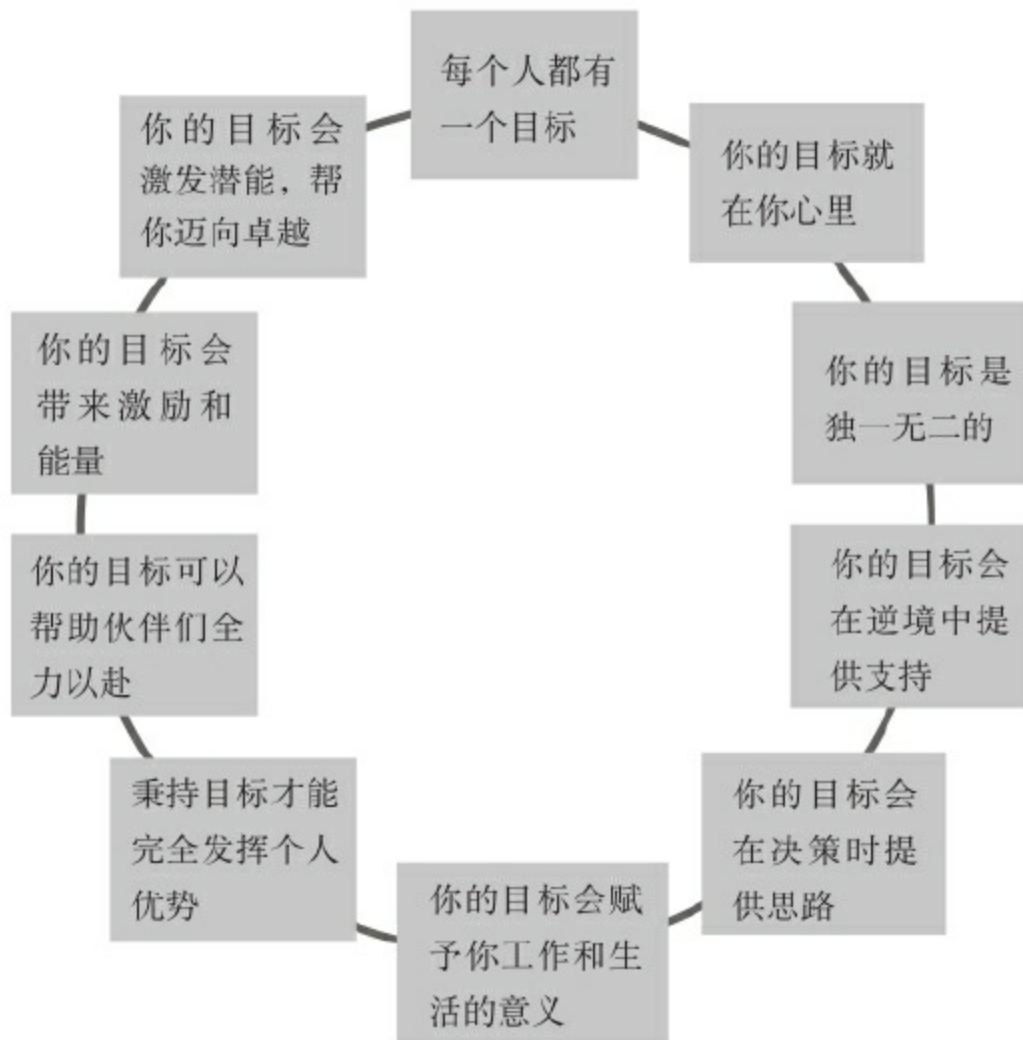 每个人都有
一个目标
你的目标就
在你心里
你的目标是
独一无二的
你的目标会
在逆境中提
供支持
你的目标会
在决策时提
供思路
你的目标会赋
予你工作和生
活的意义
秉持目标才能
完全发挥个人
优势
你的目标可以
帮助伙伴们全
力以赴
你的目标会
带来激励和
能量
你的目标会
激发潜能，帮
你迈向卓越